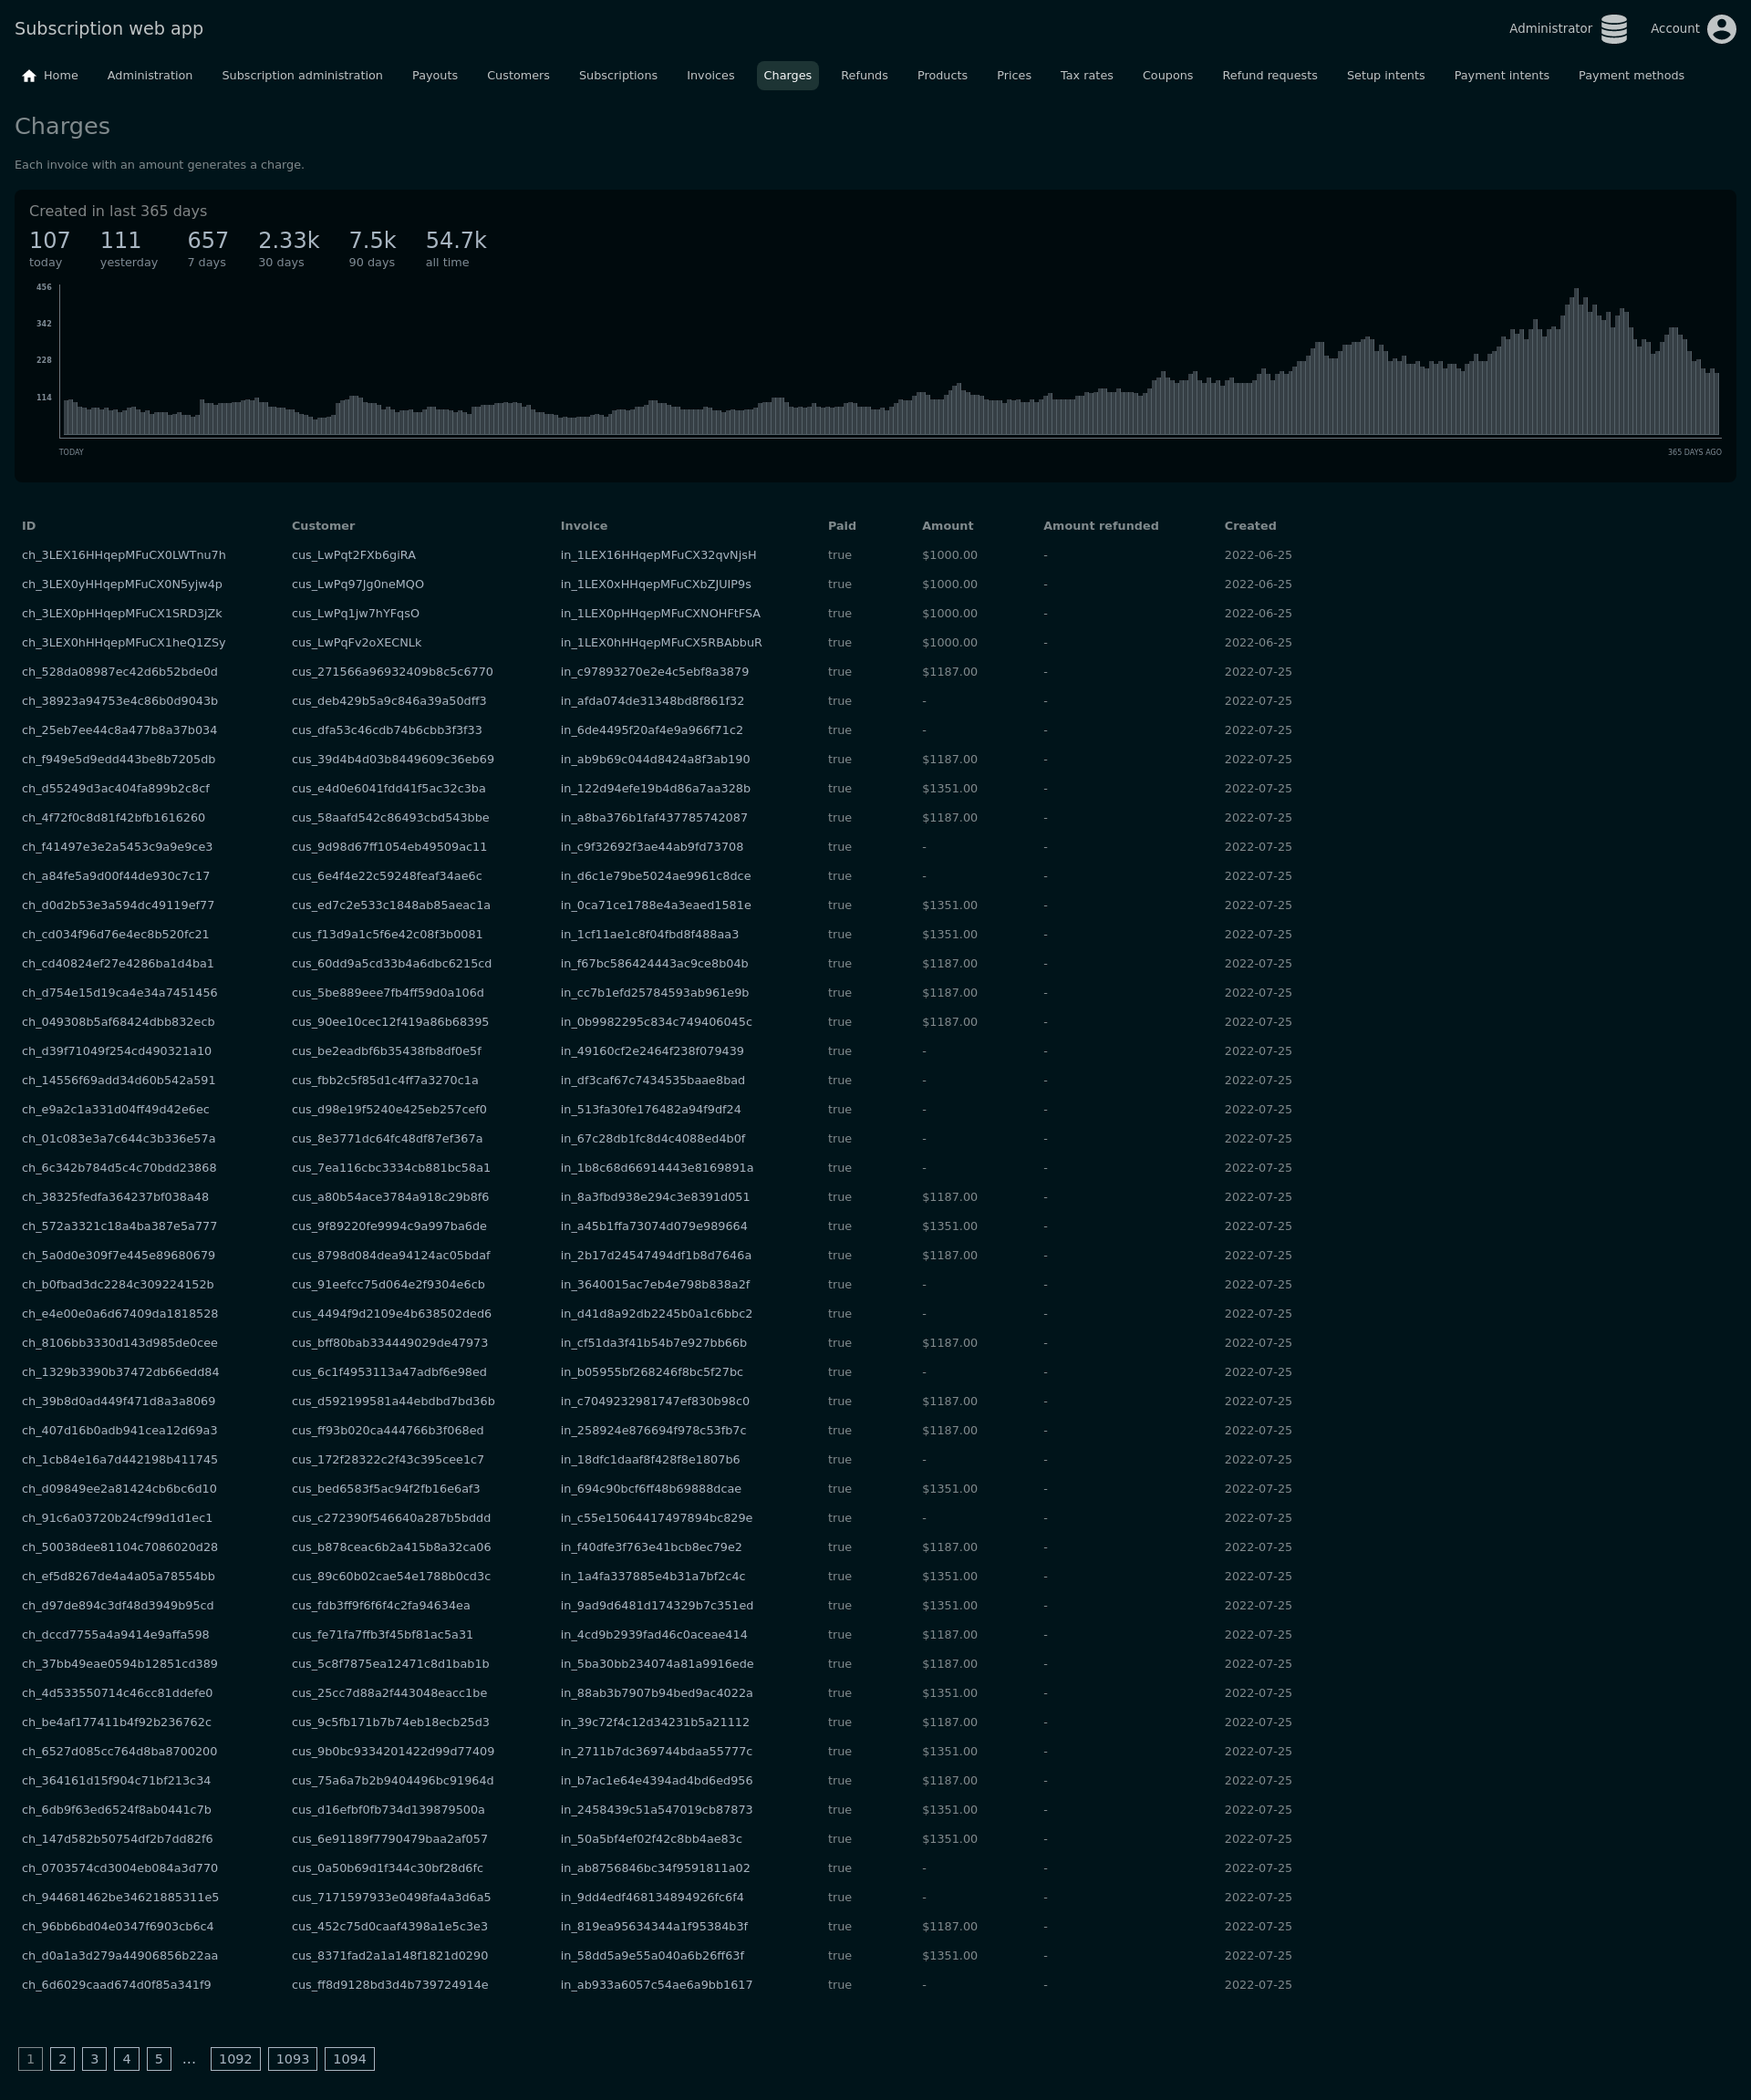 Subscription web app
Administrator Account
Home Administration Subscription administration Payouts Customers Subscriptions Invoices Charges Refunds Products Prices Tax rates Coupons Refund requests Setup intents Payment intents Payment methods
Charges
Each invoice with an amount generates a charge.
Created in last 365 days
107 111 657 2.33k 7.5k 54.7k
today yesterday 7 days 30 days 90 days all time
456
342
228
114
TODAY 365 DAYS AGO
ID Customer Invoice Paid Amount Amount refunded Created
ch_3LEX16HHqepMFuCX0LWTnu7h cus_LwPqt2FXb6giRA in_1LEX16HHqepMFuCX32qvNjsH true $1000.00 - 2022-06-25
ch_3LEX0yHHqepMFuCX0N5yjw4p cus_LwPq97Jg0neMQO in_1LEX0xHHqepMFuCXbZJUIP9s true $1000.00 - 2022-06-25
ch_3LEX0pHHqepMFuCX1SRD3jZk cus_LwPq1jw7hYFqsO in_1LEX0pHHqepMFuCXNOHFtFSA true $1000.00 - 2022-06-25
ch_3LEX0hHHqepMFuCX1heQ1ZSy cus_LwPqFv2oXECNLk in_1LEX0hHHqepMFuCX5RBAbbuR true $1000.00 - 2022-06-25
ch_528da08987ec42d6b52bde0d cus_271566a96932409b8c5c6770 in_c97893270e2e4c5ebf8a3879 true $1187.00 - 2022-07-25
ch_38923a94753e4c86b0d9043b cus_deb429b5a9c846a39a50dff3 in_afda074de31348bd8f861f32 true - - 2022-07-25
ch_25eb7ee44c8a477b8a37b034 cus_dfa53c46cdb74b6cbb3f3f33 in_6de4495f20af4e9a966f71c2 true - - 2022-07-25
ch_f949e5d9edd443be8b7205db cus_39d4b4d03b8449609c36eb69 in_ab9b69c044d8424a8f3ab190 true $1187.00 - 2022-07-25
ch_d55249d3ac404fa899b2c8cf cus_e4d0e6041fdd41f5ac32c3ba in_122d94efe19b4d86a7aa328b true $1351.00 - 2022-07-25
ch_4f72f0c8d81f42bfb1616260 cus_58aafd542c86493cbd543bbe in_a8ba376b1faf437785742087 true $1187.00 - 2022-07-25
ch_f41497e3e2a5453c9a9e9ce3 cus_9d98d67ff1054eb49509ac11 in_c9f32692f3ae44ab9fd73708 true - - 2022-07-25
ch_a84fe5a9d00f44de930c7c17 cus_6e4f4e22c59248feaf34ae6c in_d6c1e79be5024ae9961c8dce true - - 2022-07-25
ch_d0d2b53e3a594dc49119ef77 cus_ed7c2e533c1848ab85aeac1a in_0ca71ce1788e4a3eaed1581e true $1351.00 - 2022-07-25
ch_cd034f96d76e4ec8b520fc21 cus_f13d9a1c5f6e42c08f3b0081 in_1cf11ae1c8f04fbd8f488aa3 true $1351.00 - 2022-07-25
ch_cd40824ef27e4286ba1d4ba1 cus_60dd9a5cd33b4a6dbc6215cd in_f67bc586424443ac9ce8b04b true $1187.00 - 2022-07-25
ch_d754e15d19ca4e34a7451456 cus_5be889eee7fb4ff59d0a106d in_cc7b1efd25784593ab961e9b true $1187.00 - 2022-07-25
ch_049308b5af68424dbb832ecb cus_90ee10cec12f419a86b68395 in_0b9982295c834c749406045c true $1187.00 - 2022-07-25
ch_d39f71049f254cd490321a10 cus_be2eadbf6b35438fb8df0e5f in_49160cf2e2464f238f079439 true - - 2022-07-25
ch_14556f69add34d60b542a591 cus_fbb2c5f85d1c4ff7a3270c1a in_df3caf67c7434535baae8bad true - - 2022-07-25
ch_e9a2c1a331d04ff49d42e6ec cus_d98e19f5240e425eb257cef0 in_513fa30fe176482a94f9df24 true - - 2022-07-25
ch_01c083e3a7c644c3b336e57a cus_8e3771dc64fc48df87ef367a in_67c28db1fc8d4c4088ed4b0f true - - 2022-07-25
ch_6c342b784d5c4c70bdd23868 cus_7ea116cbc3334cb881bc58a1 in_1b8c68d66914443e8169891a true - - 2022-07-25
ch_38325fedfa364237bf038a48 cus_a80b54ace3784a918c29b8f6 in_8a3fbd938e294c3e8391d051 true $1187.00 - 2022-07-25
ch_572a3321c18a4ba387e5a777 cus_9f89220fe9994c9a997ba6de in_a45b1ffa73074d079e989664 true $1351.00 - 2022-07-25
ch_5a0d0e309f7e445e89680679 cus_8798d084dea94124ac05bdaf in_2b17d24547494df1b8d7646a true $1187.00 - 2022-07-25
ch_b0fbad3dc2284c309224152b cus_91eefcc75d064e2f9304e6cb in_3640015ac7eb4e798b838a2f true - - 2022-07-25
ch_e4e00e0a6d67409da1818528 cus_4494f9d2109e4b638502ded6 in_d41d8a92db2245b0a1c6bbc2 true - - 2022-07-25
ch_8106bb3330d143d985de0cee cus_bff80bab334449029de47973 in_cf51da3f41b54b7e927bb66b true $1187.00 - 2022-07-25
ch_1329b3390b37472db66edd84 cus_6c1f4953113a47adbf6e98ed in_b05955bf268246f8bc5f27bc true - - 2022-07-25
ch_39b8d0ad449f471d8a3a8069 cus_d592199581a44ebdbd7bd36b in_c7049232981747ef830b98c0 true $1187.00 - 2022-07-25
ch_407d16b0adb941cea12d69a3 cus_ff93b020ca444766b3f068ed in_258924e876694f978c53fb7c true $1187.00 - 2022-07-25
ch_1cb84e16a7d442198b411745 cus_172f28322c2f43c395cee1c7 in_18dfc1daaf8f428f8e1807b6 true - - 2022-07-25
ch_d09849ee2a81424cb6bc6d10 cus_bed6583f5ac94f2fb16e6af3 in_694c90bcf6ff48b69888dcae true $1351.00 - 2022-07-25
ch_91c6a03720b24cf99d1d1ec1 cus_c272390f546640a287b5bddd in_c55e15064417497894bc829e true - - 2022-07-25
ch_50038dee81104c7086020d28 cus_b878ceac6b2a415b8a32ca06 in_f40dfe3f763e41bcb8ec79e2 true $1187.00 - 2022-07-25
ch_ef5d8267de4a4a05a78554bb cus_89c60b02cae54e1788b0cd3c in_1a4fa337885e4b31a7bf2c4c true $1351.00 - 2022-07-25
ch_d97de894c3df48d3949b95cd cus_fdb3ff9f6f6f4c2fa94634ea in_9ad9d6481d174329b7c351ed true $1351.00 - 2022-07-25
ch_dccd7755a4a9414e9affa598 cus_fe71fa7ffb3f45bf81ac5a31 in_4cd9b2939fad46c0aceae414 true $1187.00 - 2022-07-25
ch_37bb49eae0594b12851cd389 cus_5c8f7875ea12471c8d1bab1b in_5ba30bb234074a81a9916ede true $1187.00 - 2022-07-25
ch_4d533550714c46cc81ddefe0 cus_25cc7d88a2f443048eacc1be in_88ab3b7907b94bed9ac4022a true $1351.00 - 2022-07-25
ch_be4af177411b4f92b236762c cus_9c5fb171b7b74eb18ecb25d3 in_39c72f4c12d34231b5a21112 true $1187.00 - 2022-07-25
ch_6527d085cc764d8ba8700200 cus_9b0bc9334201422d99d77409 in_2711b7dc369744bdaa55777c true $1351.00 - 2022-07-25
ch_364161d15f904c71bf213c34 cus_75a6a7b2b9404496bc91964d in_b7ac1e64e4394ad4bd6ed956 true $1187.00 - 2022-07-25
ch_6db9f63ed6524f8ab0441c7b cus_d16efbf0fb734d139879500a in_2458439c51a547019cb87873 true $1351.00 - 2022-07-25
ch_147d582b50754df2b7dd82f6 cus_6e91189f7790479baa2af057 in_50a5bf4ef02f42c8bb4ae83c true $1351.00 - 2022-07-25
ch_0703574cd3004eb084a3d770 cus_0a50b69d1f344c30bf28d6fc in_ab8756846bc34f9591811a02 true - - 2022-07-25
ch_944681462be34621885311e5 cus_7171597933e0498fa4a3d6a5 in_9dd4edf468134894926fc6f4 true - - 2022-07-25
ch_96bb6bd04e0347f6903cb6c4 cus_452c75d0caaf4398a1e5c3e3 in_819ea95634344a1f95384b3f true $1187.00 - 2022-07-25
ch_d0a1a3d279a44906856b22aa cus_8371fad2a1a148f1821d0290 in_58dd5a9e55a040a6b26ff63f true $1351.00 - 2022-07-25
ch_6d6029caad674d0f85a341f9 cus_ff8d9128bd3d4b739724914e in_ab933a6057c54ae6a9bb1617 true - - 2022-07-25
1 2 3 4 5 ... 1092 1093 1094